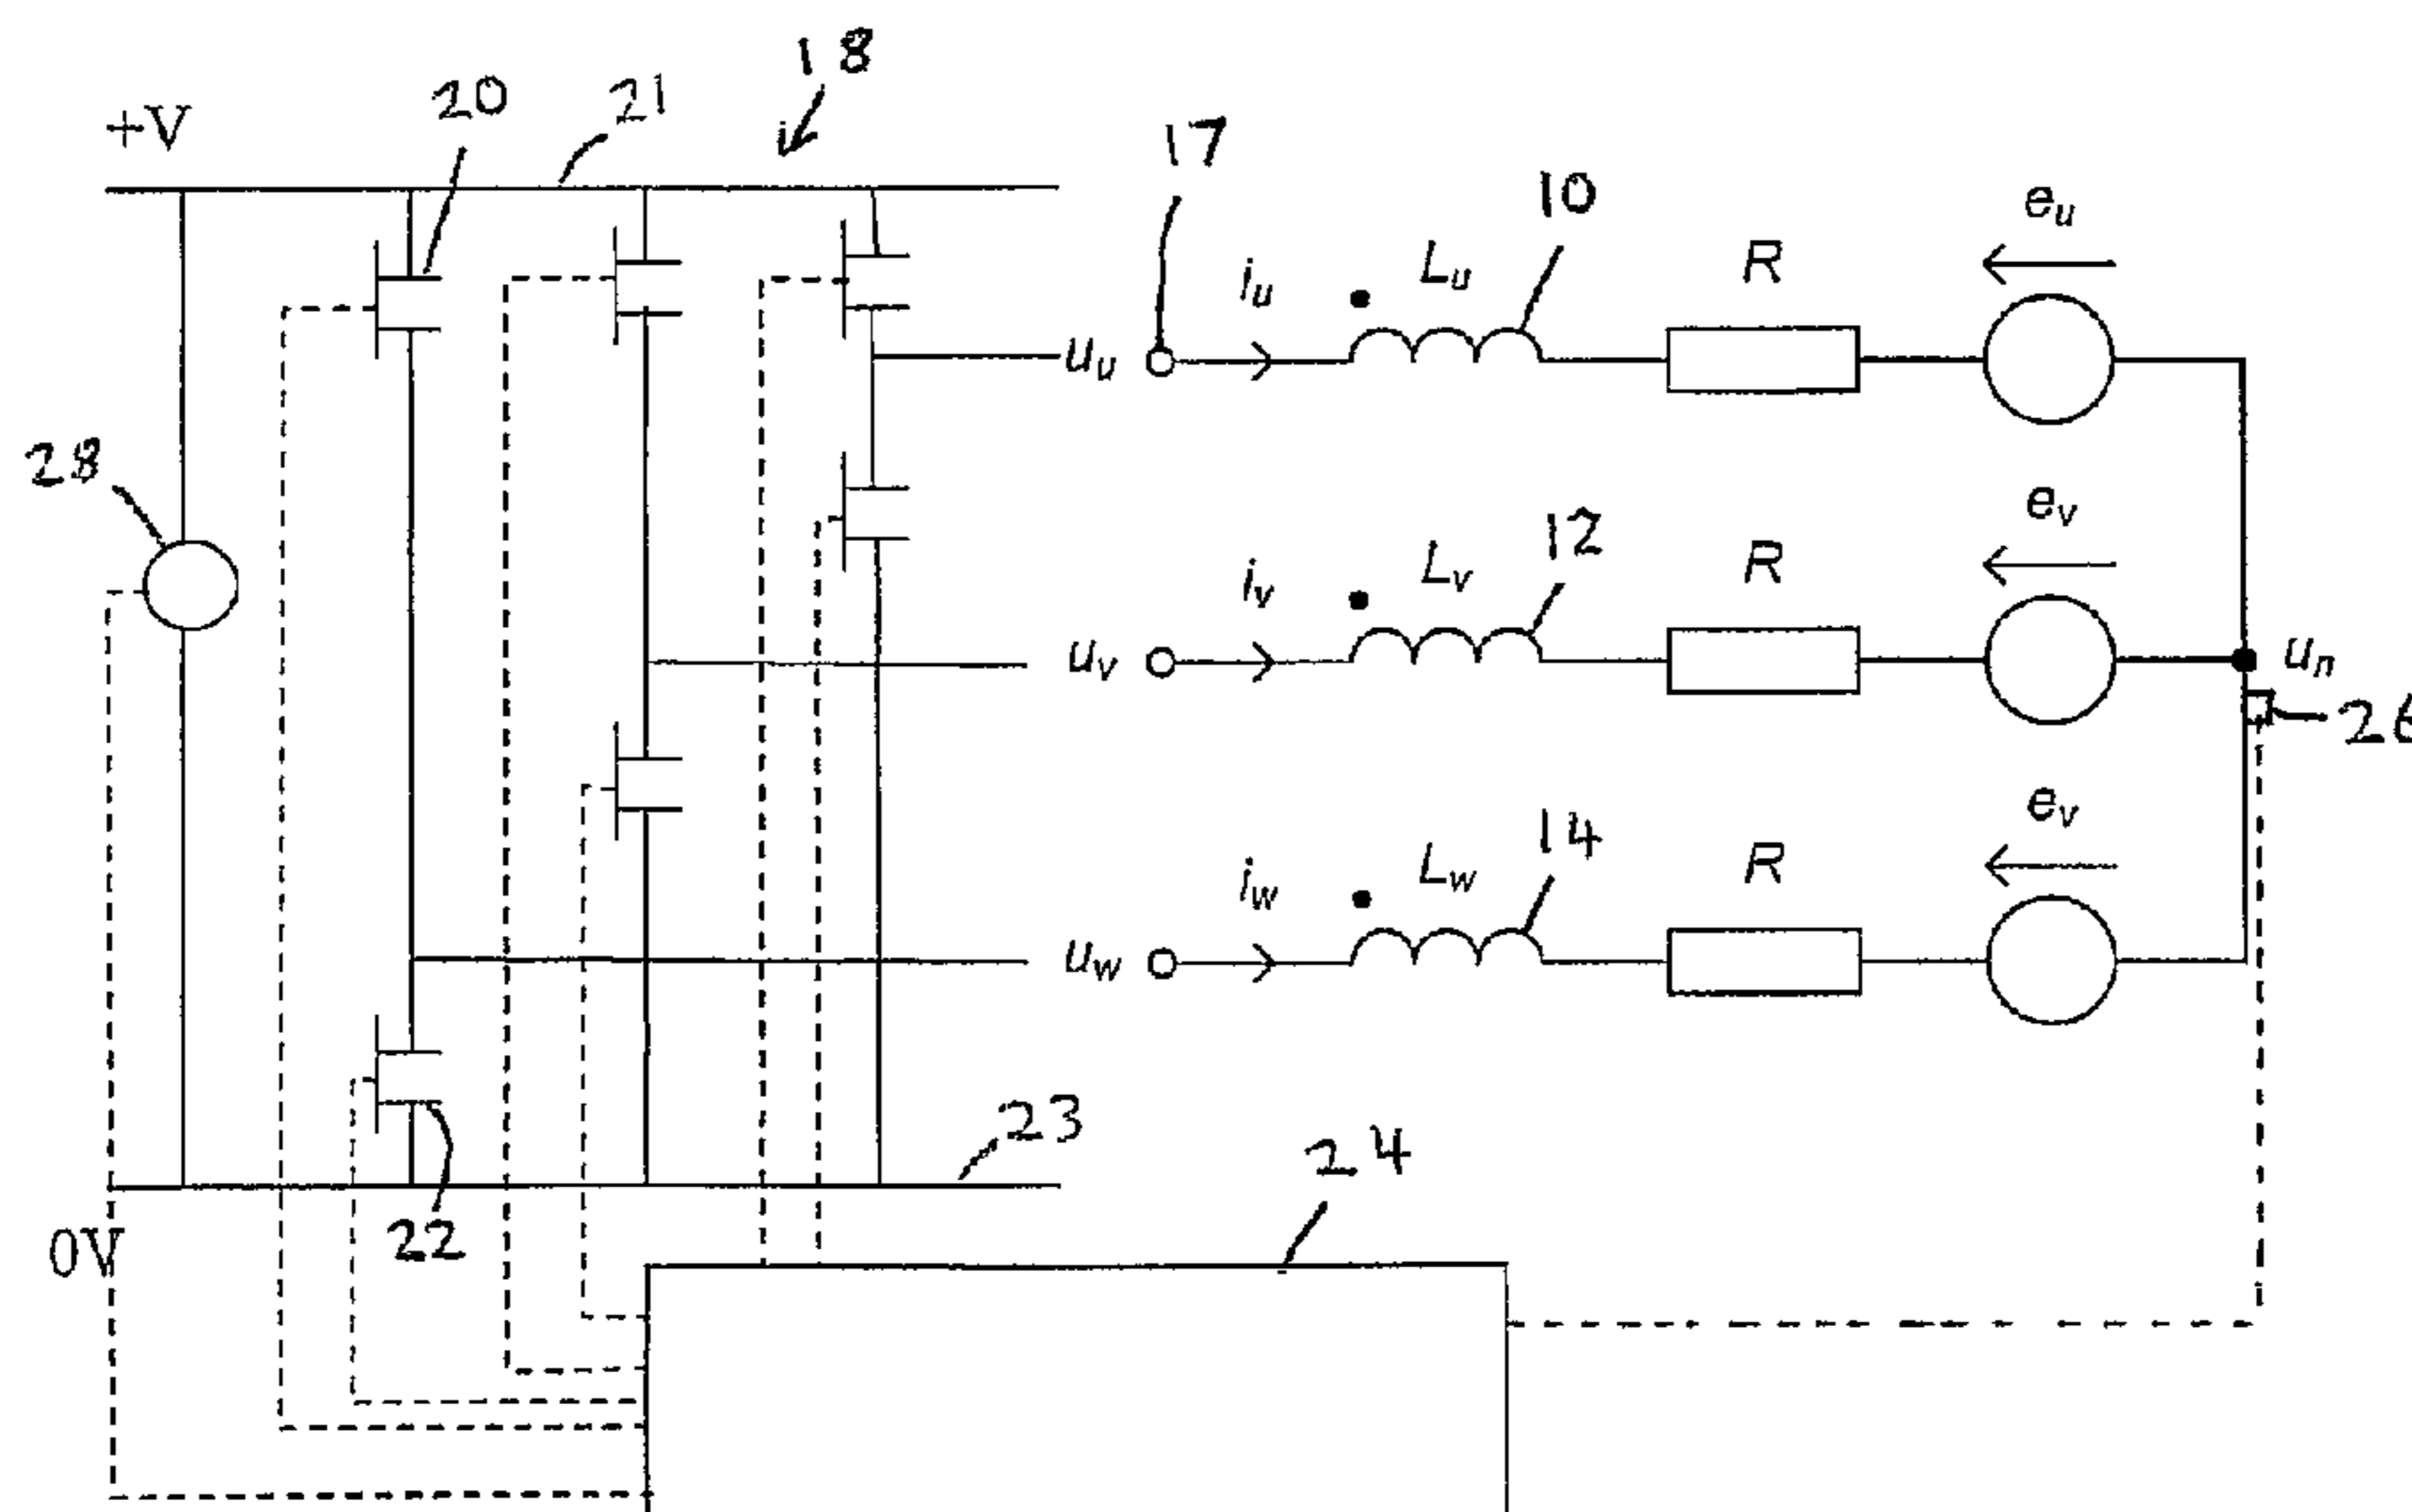 18
20
21
+V
17
10
e_u
i_u
L_u
R
u_u
28
e_v
12
i_v
L_v
R
u_v
u_n
26
e_v
14
i_w
L_w
R
u_w
23
24
22
0V